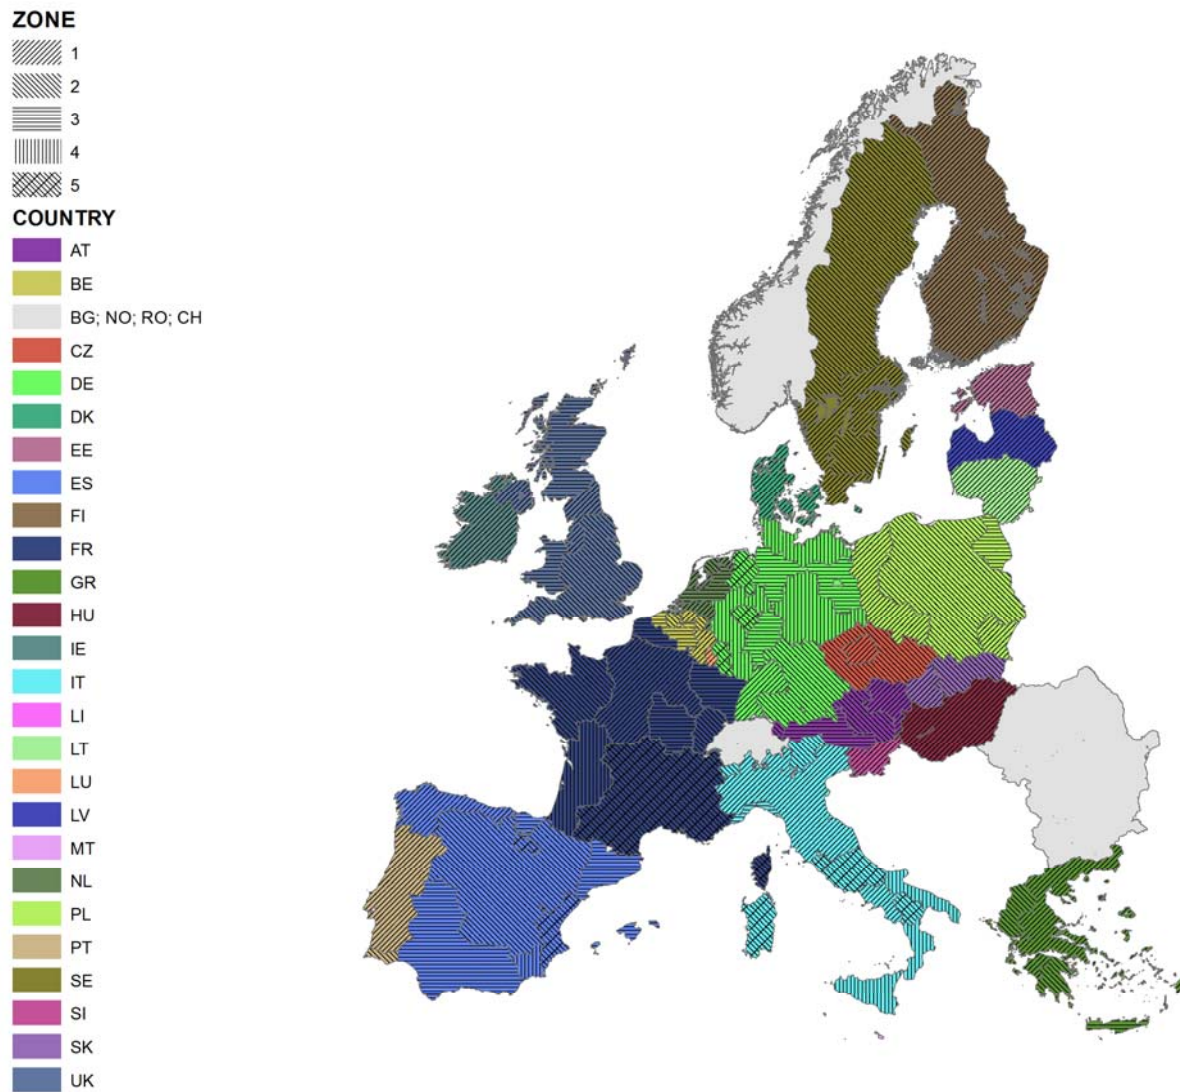 ZONE
1
2
3
4
5
COUNTRY
AT
BE
BG; NO; RO; CH
CZ
DE
DK
EE
ES
FI
FR
GR
HU
IE
IT
LI
LT
LU
LV
MT
NL
PL
PT
SE
SI
SK
UK